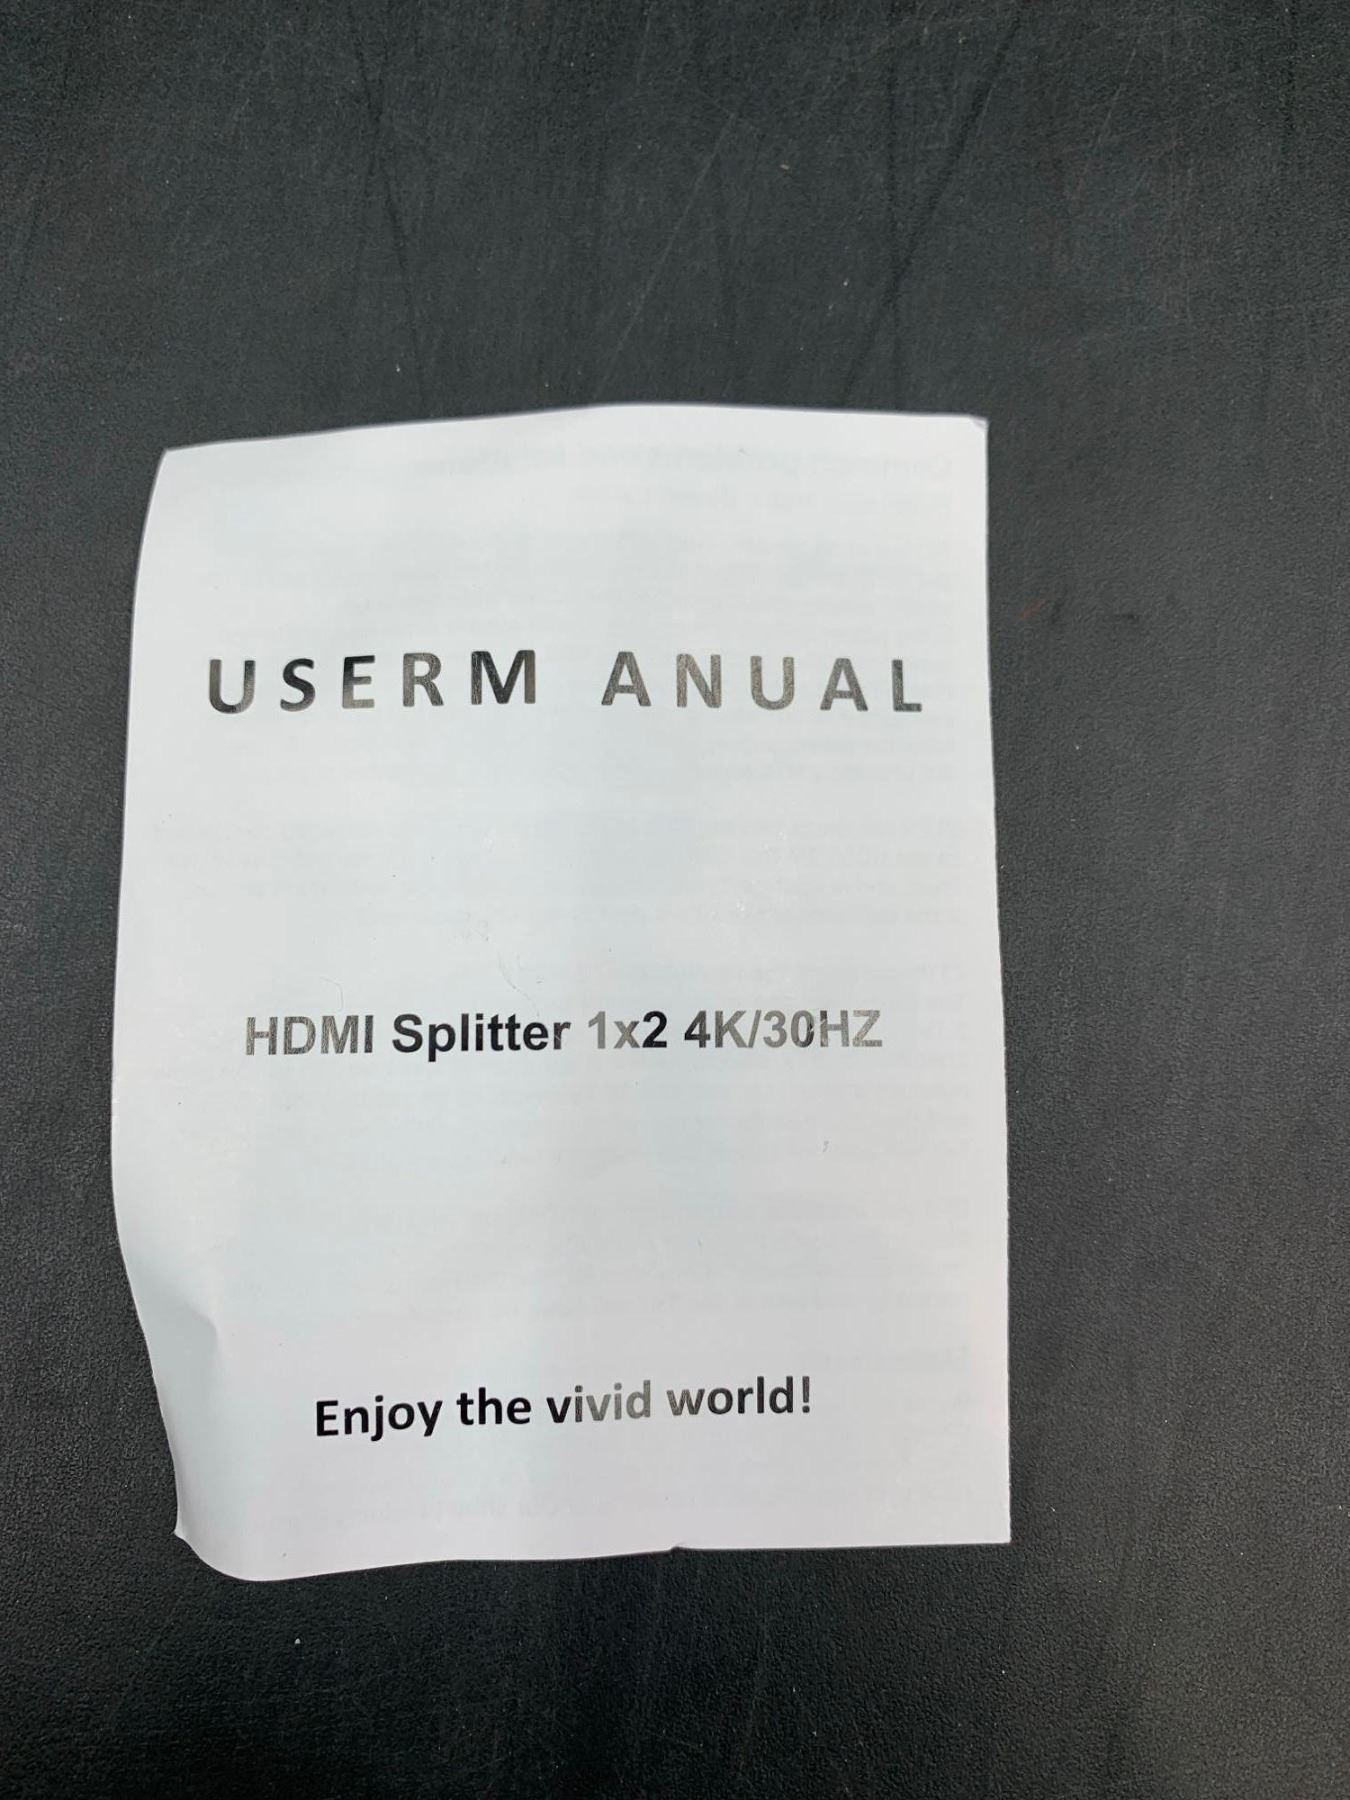 USERM ANUAL
HDMI Splitter 1x2 4K/30HZ
Enjoy the vivid world!